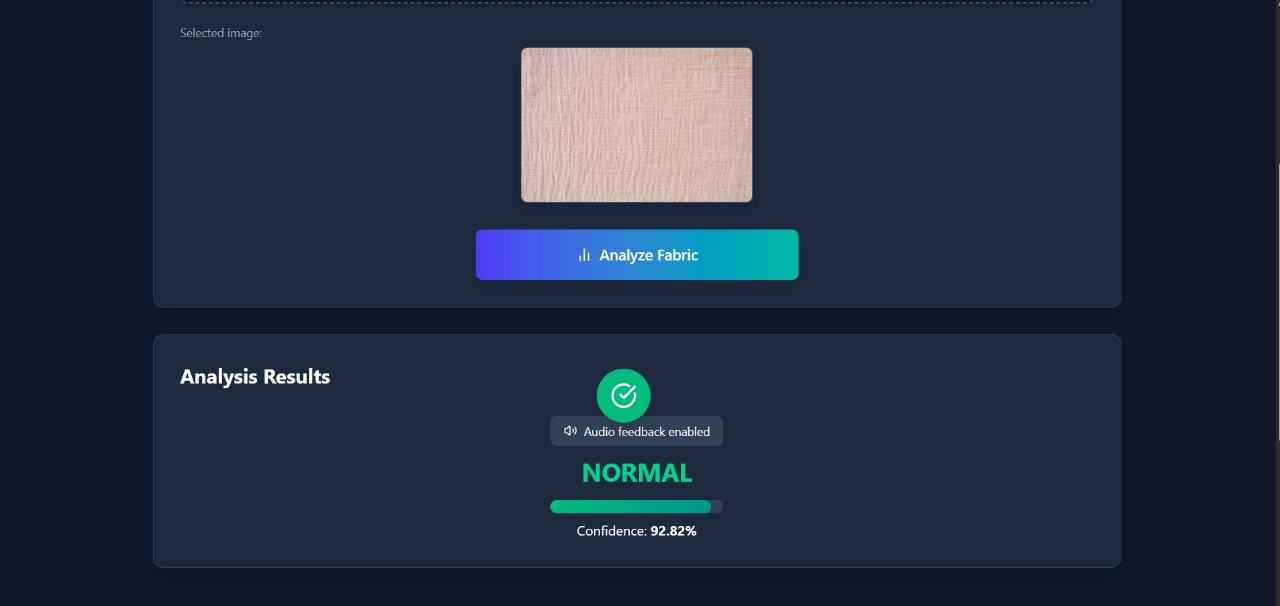 Selected image:
Analyze Fabric
Analysis Results
Audio feedback enabled
NORMAL
Confidence: 92.82%